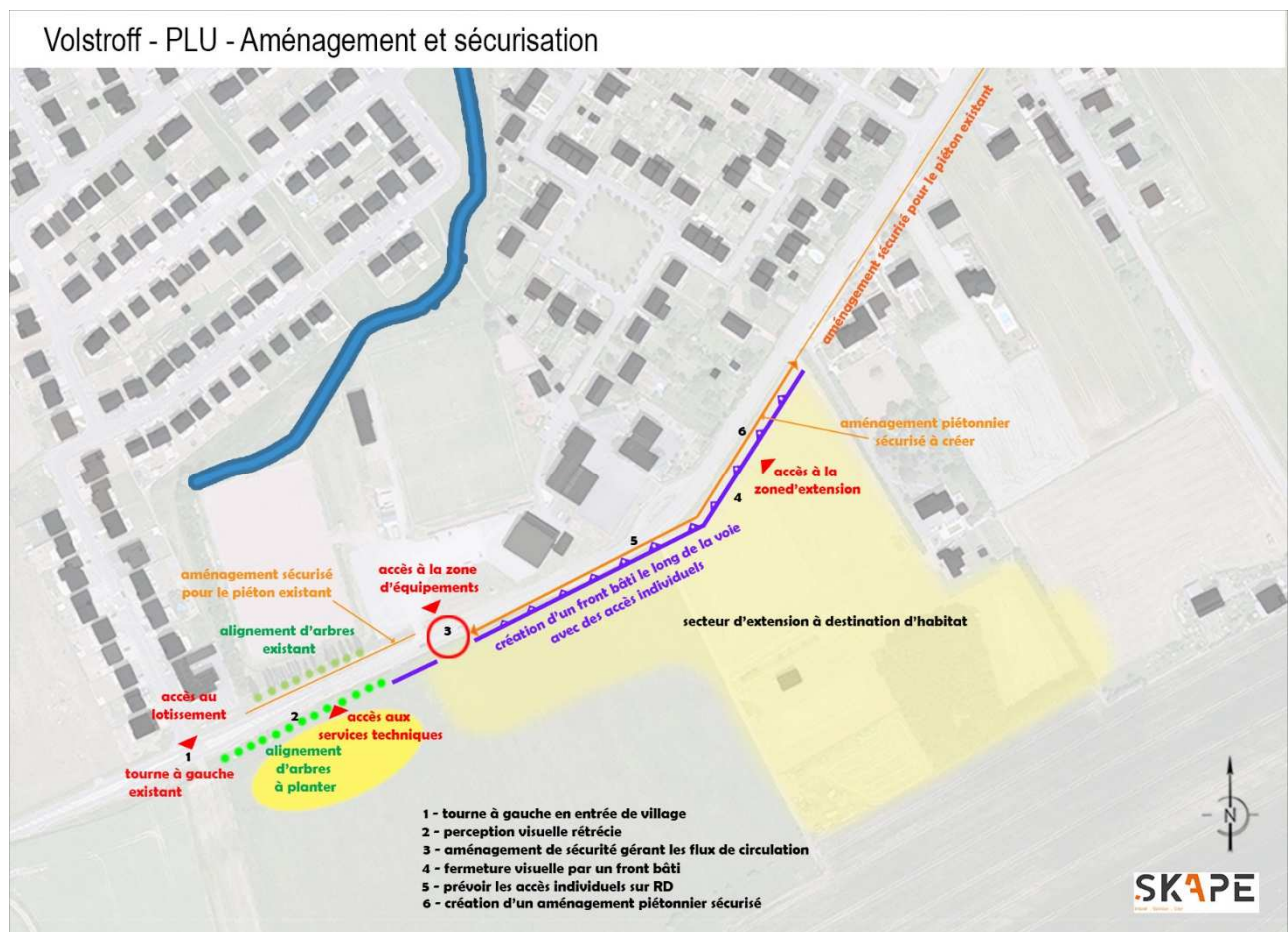 Volstroff - PLU - Aménagement et sécurisation
aménagement sécurisé pour le piéton existant
aménagement piétonnier
sécurisé à créer
6
accès à la
zoned'extension
4
5
création d'un front bâti le long de la voie
avec des accès individuels
accès à la zone
d'équipements
aménagement sécurisé
pour le piéton existant
3
secteur d'extension à destination d'habitat
alignement d'arbres
existant
accès au
lotissement
2
accès aux
services techniques
1
tourne à gauche
existant
alignement
d'arbres
à planter
1 - tourne à gauche en entrée de village
2 - perception visuelle rétrécie
3 - aménagement de sécurité gérant les flux de circulation
4 - fermeture visuelle par un front bâti
5 - prévoir les accès individuels sur RD
6 - création d'un aménagement piétonnier sécurisé
N
SKAPE